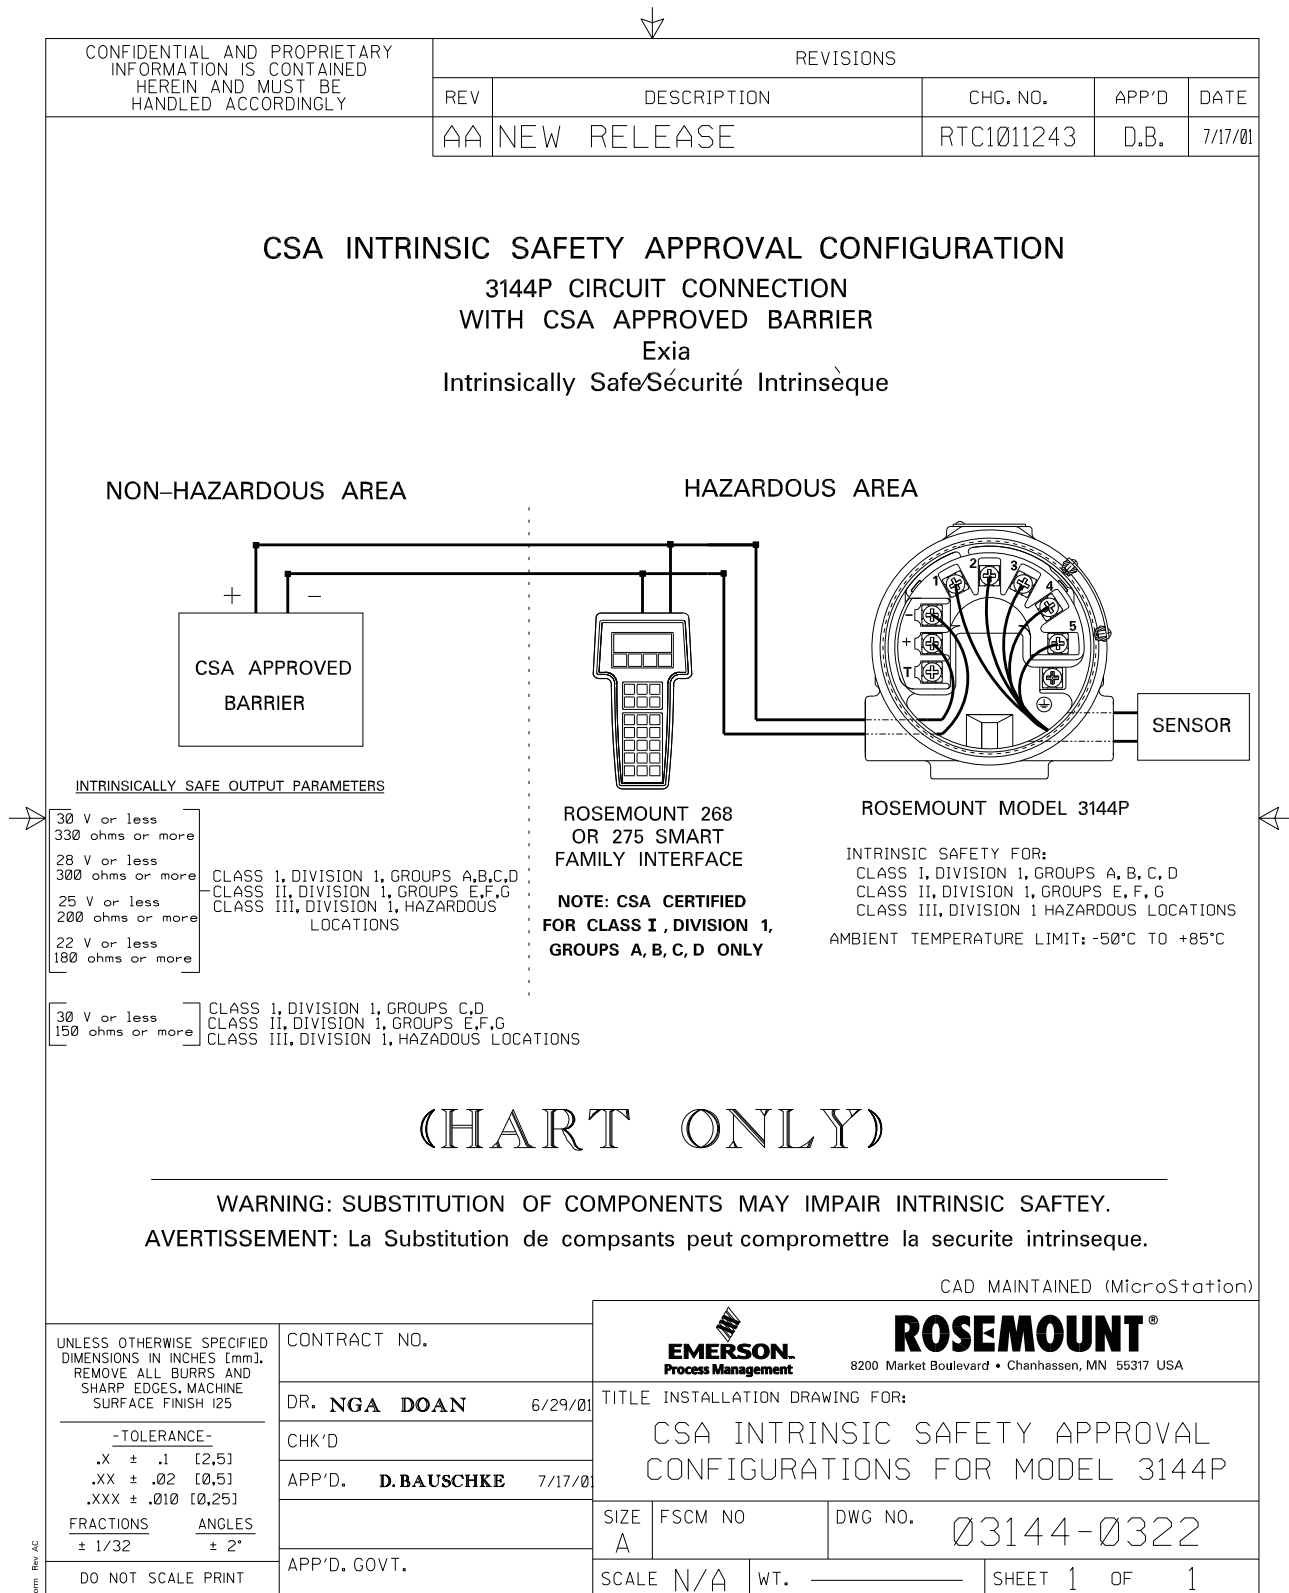 CONFIDENTIAL AND PROPRIETARY
INFORMATION IS CONTAINED
HEREIN AND MUST BE
HANDLED ACCORDINGLY
REVISIONS
REV DESCRIPTION CHG. NO. APP'D DATE
AA NEW RELEASE RTC1011243 D.B. 7/17/01
CSA INTRINSIC SAFETY APPROVAL CONFIGURATION
3144P CIRCUIT CONNECTION
WITH CSA APPROVED BARRIER
Exia
Intrinsically Safe/Sécurité Intrinsèque
NON-HAZARDOUS AREA
HAZARDOUS AREA
+ -
CSA APPROVED
BARRIER
1 2 3 4 5
-
+
T
SENSOR
INTRINSICALLY SAFE OUTPUT PARAMETERS
30 V or less
330 ohms or more
28 V or less
300 ohms or more
25 V or less
200 ohms or more
22 V or less
180 ohms or more
CLASS 1, DIVISION 1, GROUPS A,B,C,D
CLASS II, DIVISION 1, GROUPS E,F,G
CLASS III, DIVISION 1, HAZARDOUS
LOCATIONS
30 V or less
150 ohms or more
CLASS 1, DIVISION 1, GROUPS C,D
CLASS II, DIVISION 1, GROUPS E,F,G
CLASS III, DIVISION 1, HAZADOUS LOCATIONS
ROSEMOUNT 268
OR 275 SMART
FAMILY INTERFACE
NOTE: CSA CERTIFIED
FOR CLASS I , DIVISION 1,
GROUPS A, B, C, D ONLY
ROSEMOUNT MODEL 3144P
INTRINSIC SAFETY FOR:
CLASS I, DIVISION 1, GROUPS A, B, C, D
CLASS II, DIVISION 1, GROUPS E, F, G
CLASS III, DIVISION 1 HAZARDOUS LOCATIONS
AMBIENT TEMPERATURE LIMIT: -50°C TO +85°C
(HART ONLY)
WARNING: SUBSTITUTION OF COMPONENTS MAY IMPAIR INTRINSIC SAFTEY.
AVERTISSEMENT: La Substitution de compsants peut compromettre la securite intrinseque.
CAD MAINTAINED (MicroStation)
UNLESS OTHERWISE SPECIFIED
DIMENSIONS IN INCHES [mm].
REMOVE ALL BURRS AND
SHARP EDGES. MACHINE
SURFACE FINISH 125
-TOLERANCE-
.X ± .1 [2,5]
.XX ± .02 [0,5]
.XXX ± .010 [0,25]
FRACTIONS ANGLES
± 1/32 ± 2°
DO NOT SCALE PRINT
CONTRACT NO.
DR. NGA DOAN 6/29/01
CHK'D
APP'D. D. BAUSCHKE 7/17/01
APP'D. GOVT.
EMERSON.
Process Management
ROSEMOUNT®
8200 Market Boulevard • Chanhassen, MN 55317 USA
TITLE INSTALLATION DRAWING FOR:
CSA INTRINSIC SAFETY APPROVAL
CONFIGURATIONS FOR MODEL 3144P
SIZE A FSCM NO DWG NO. 03144-0322
SCALE N/A WT. SHEET 1 OF 1
Rev AC